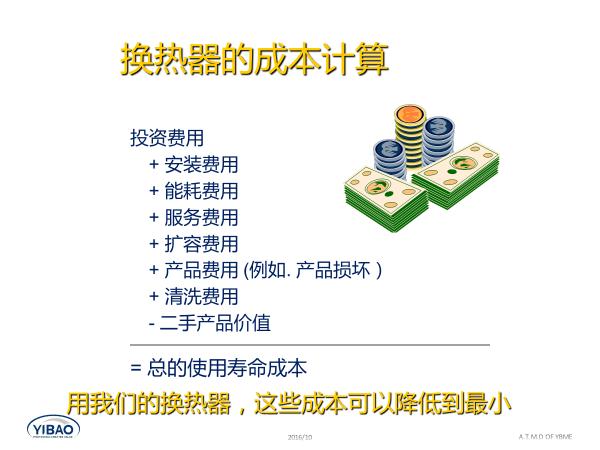 换热器的成本计算
投资费用
+ 安装费用
+ 能耗费用
+ 服务费用
+ 扩容费用
+ 产品费用 (例如. 产品损坏 )
+ 清洗费用
- 二手产品价值
= 总的使用寿命成本
用我们的换热器，这些成本可以降低到最小
YIBAO
2016/10
A.T. M.D OF YBME